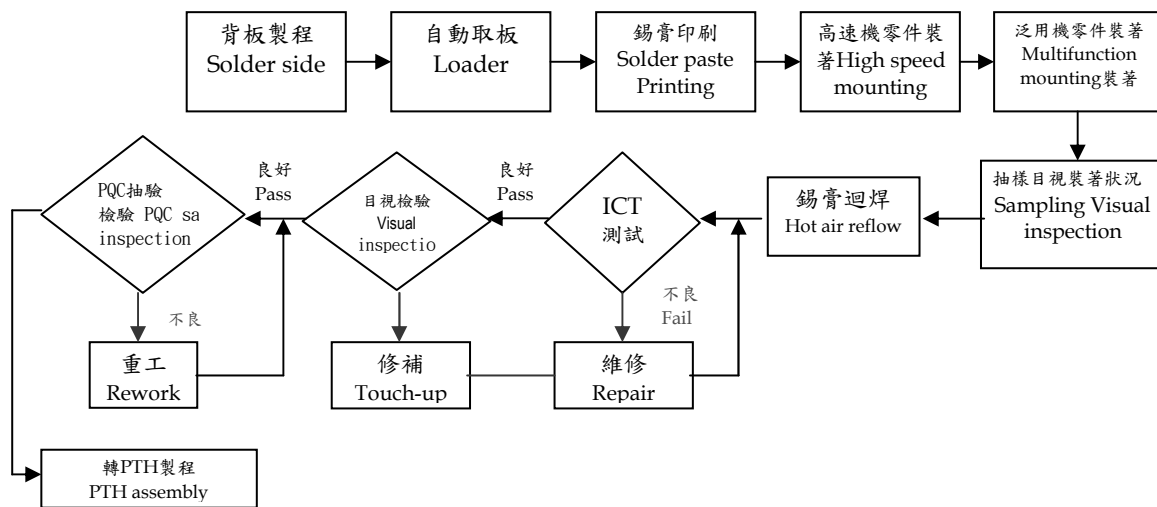 背板製程
Solder side
自動取板
Loader
錫膏印刷
Solder paste
Printing
高速機零件裝
著High speed
mounting
泛用機零件裝著
Multifunction
mounting裝著
抽樣目視裝著狀況
Sampling Visual
inspection
錫膏迴焊
Hot air reflow
ICT
測試
良好
Pass
不良
Fail
維修
Repair
目視檢驗
Visual
inspectio
修補
Touch-up
良好
Pass
PQC抽驗
檢驗 PQC sa
inspection
不良
重工
Rework
轉PTH製程
PTH assembly